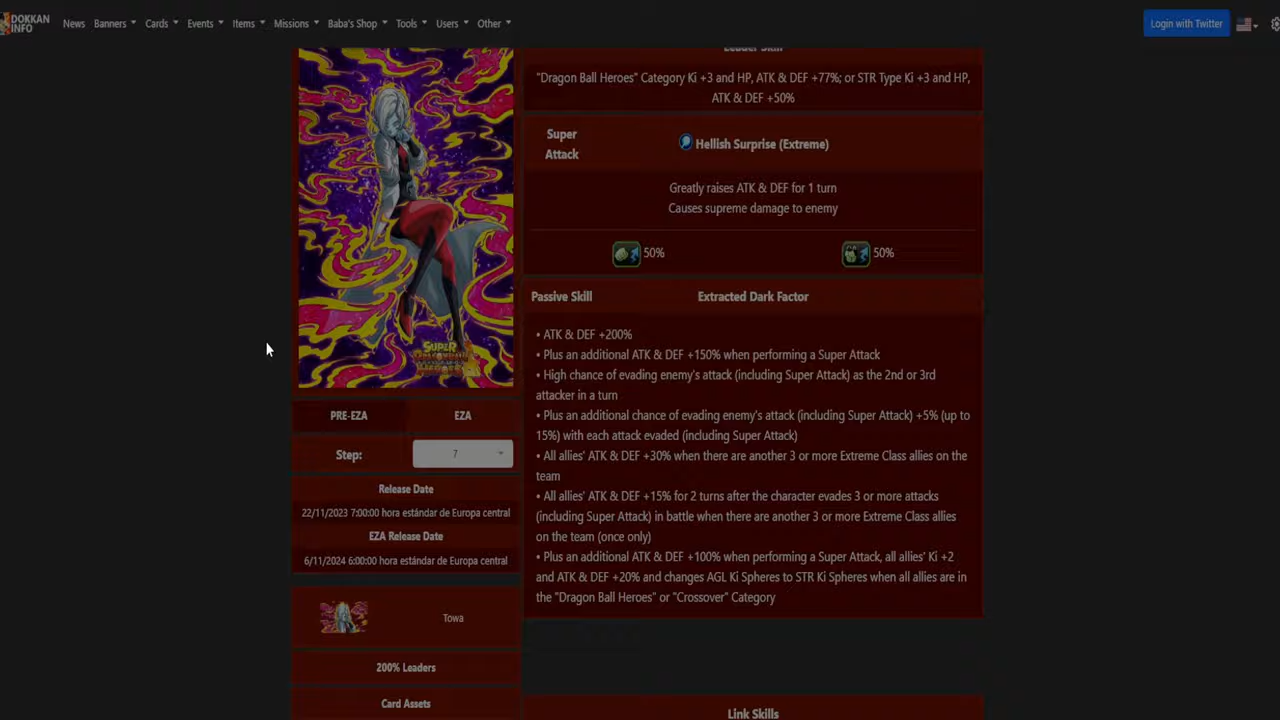 DOKKAN
INFO
News
Banners
Cards
Events
Items
Missions
Baba's Shop
Tools
Users
Other
Login with Twitter
Leader Skill
"Dragon Ball Heroes" Category Ki +3 and HP, ATK & DEF +77%; or STR Type Ki +3 and HP,
ATK & DEF +50%
Super
Attack
Hellish Surprise (Extreme)
Greatly raises ATK & DEF for 1 turn
Causes supreme damage to enemy
50%
50%
Passive Skill
Extracted Dark Factor
• ATK & DEF +200%
• Plus an additional ATK & DEF +150% when performing a Super Attack
• High chance of evading enemy's attack (including Super Attack) as the 2nd or 3rd
attacker in a turn
• Plus an additional chance of evading enemy's attack (including Super Attack) +5% (up to
15%) with each attack evaded (including Super Attack)
• All allies' ATK & DEF +30% when there are another 3 or more Extreme Class allies on the
team
• All allies' ATK & DEF +15% for 2 turns after the character evades 3 or more attacks
(including Super Attack) in battle when there are another 3 or more Extreme Class allies
on the team (once only)
• Plus an additional ATK & DEF +100% when performing a Super Attack, all allies' Ki +2
and ATK & DEF +20% and changes AGL Ki Spheres to STR Ki Spheres when all allies are in
the "Dragon Ball Heroes" or "Crossover" Category
SUPER
PRE-EZA
EZA
Step:
7
Release Date
22/11/2023 7:00:00 hora estándar de Europa central
EZA Release Date
6/11/2024 6:00:00 hora estándar de Europa central
Towa
200% Leaders
Card Assets
Link Skills